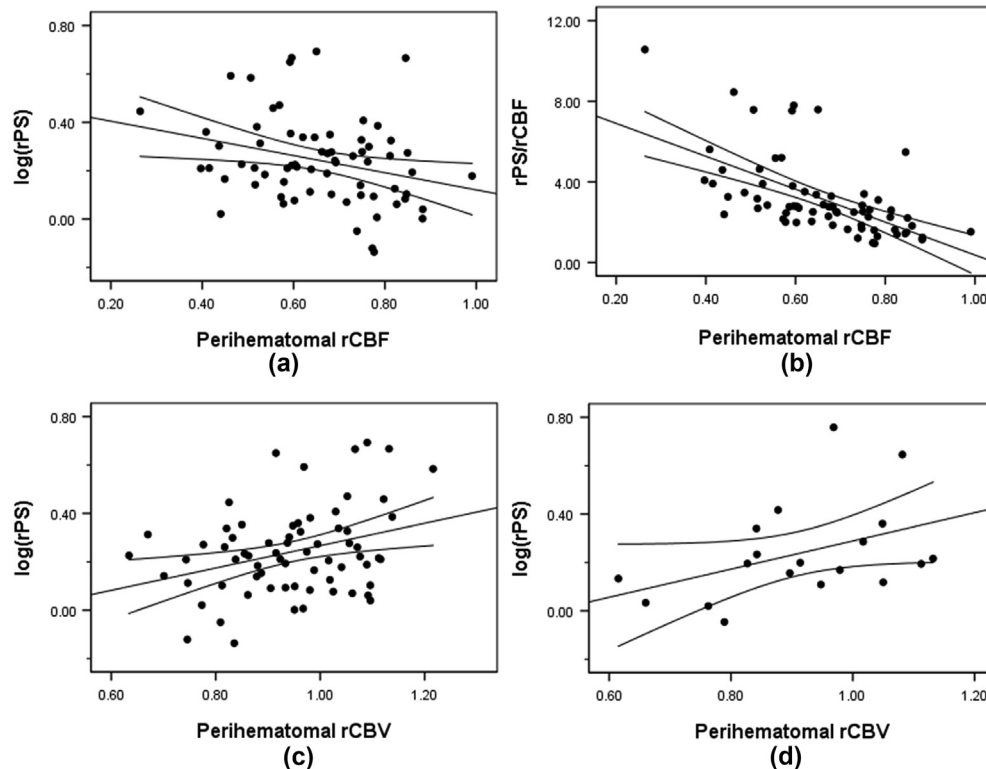 log(rPS)
0.80
0.40
0.00
0.20 0.40 0.60 0.80 1.00
Perihematomal rCBF
(a)
rPS/rCBF
12.00
8.00
4.00
0.00
0.20 0.40 0.60 0.80 1.00
Perihematomal rCBF
(b)
log(rPS)
0.80
0.40
0.00
0.60 0.80 1.00 1.20
Perihematomal rCBV
(c)
log(rPS)
0.80
0.40
0.00
0.60 0.80 1.00 1.20
Perihematomal rCBV
(d)